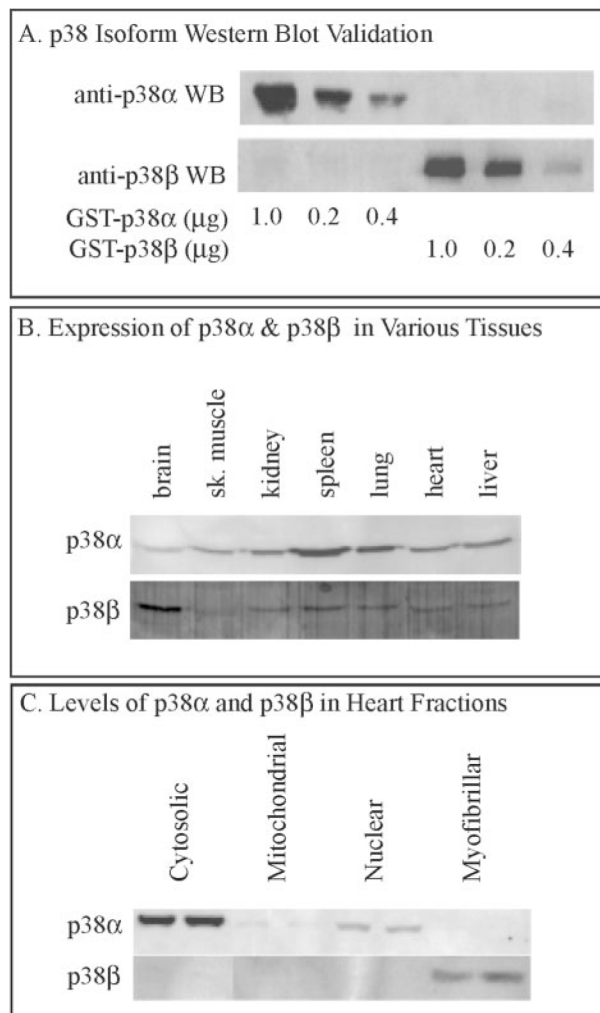 A. p38 Isoform Western Blot Validation
anti-p38α WB
anti-p38β WB
GST-p38α (μg) 1.0 0.2 0.4
GST-p38β (μg) 1.0 0.2 0.4
B. Expression of p38α & p38β in Various Tissues
brain
sk. muscle
kidney
spleen
lung
heart
liver
p38α
p38β
C. Levels of p38α and p38β in Heart Fractions
Cytosolic
Mitochondrial
Nuclear
Myofibrillar
p38α
p38β